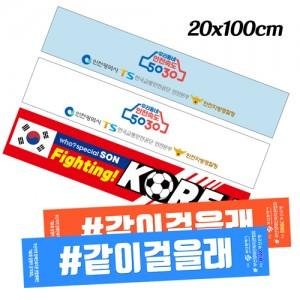 20x100cm
우리동네
안전속도
5030
인천광역시 TS 한국교통안전공단 인천본부 인천지방경찰청
우리동네
안전속도
5030
인천광역시 TS 한국교통안전공단 인천본부 인천지방경찰청
who?special SON
Fighting!
KORE
#같이걸을래
#같이걸을래